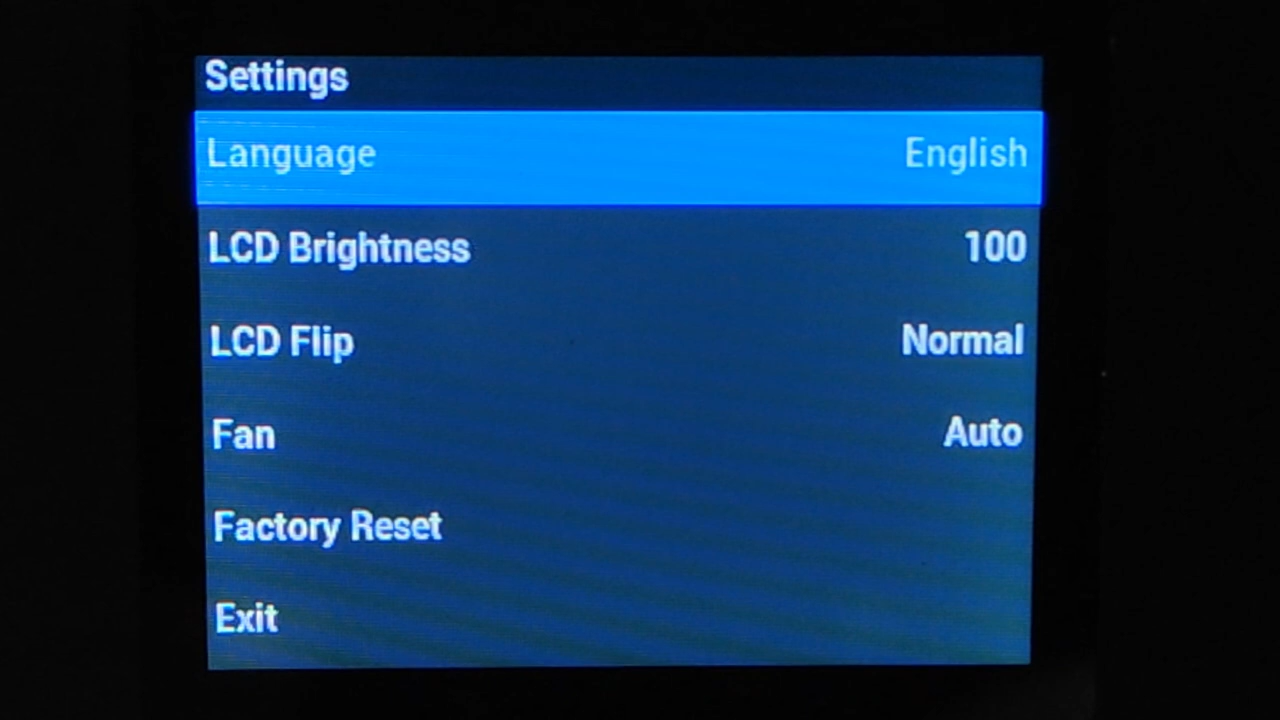 Settings
Language English
LCD Brightness 100
LCD Flip Normal
Fan Auto
Factory Reset
Exit